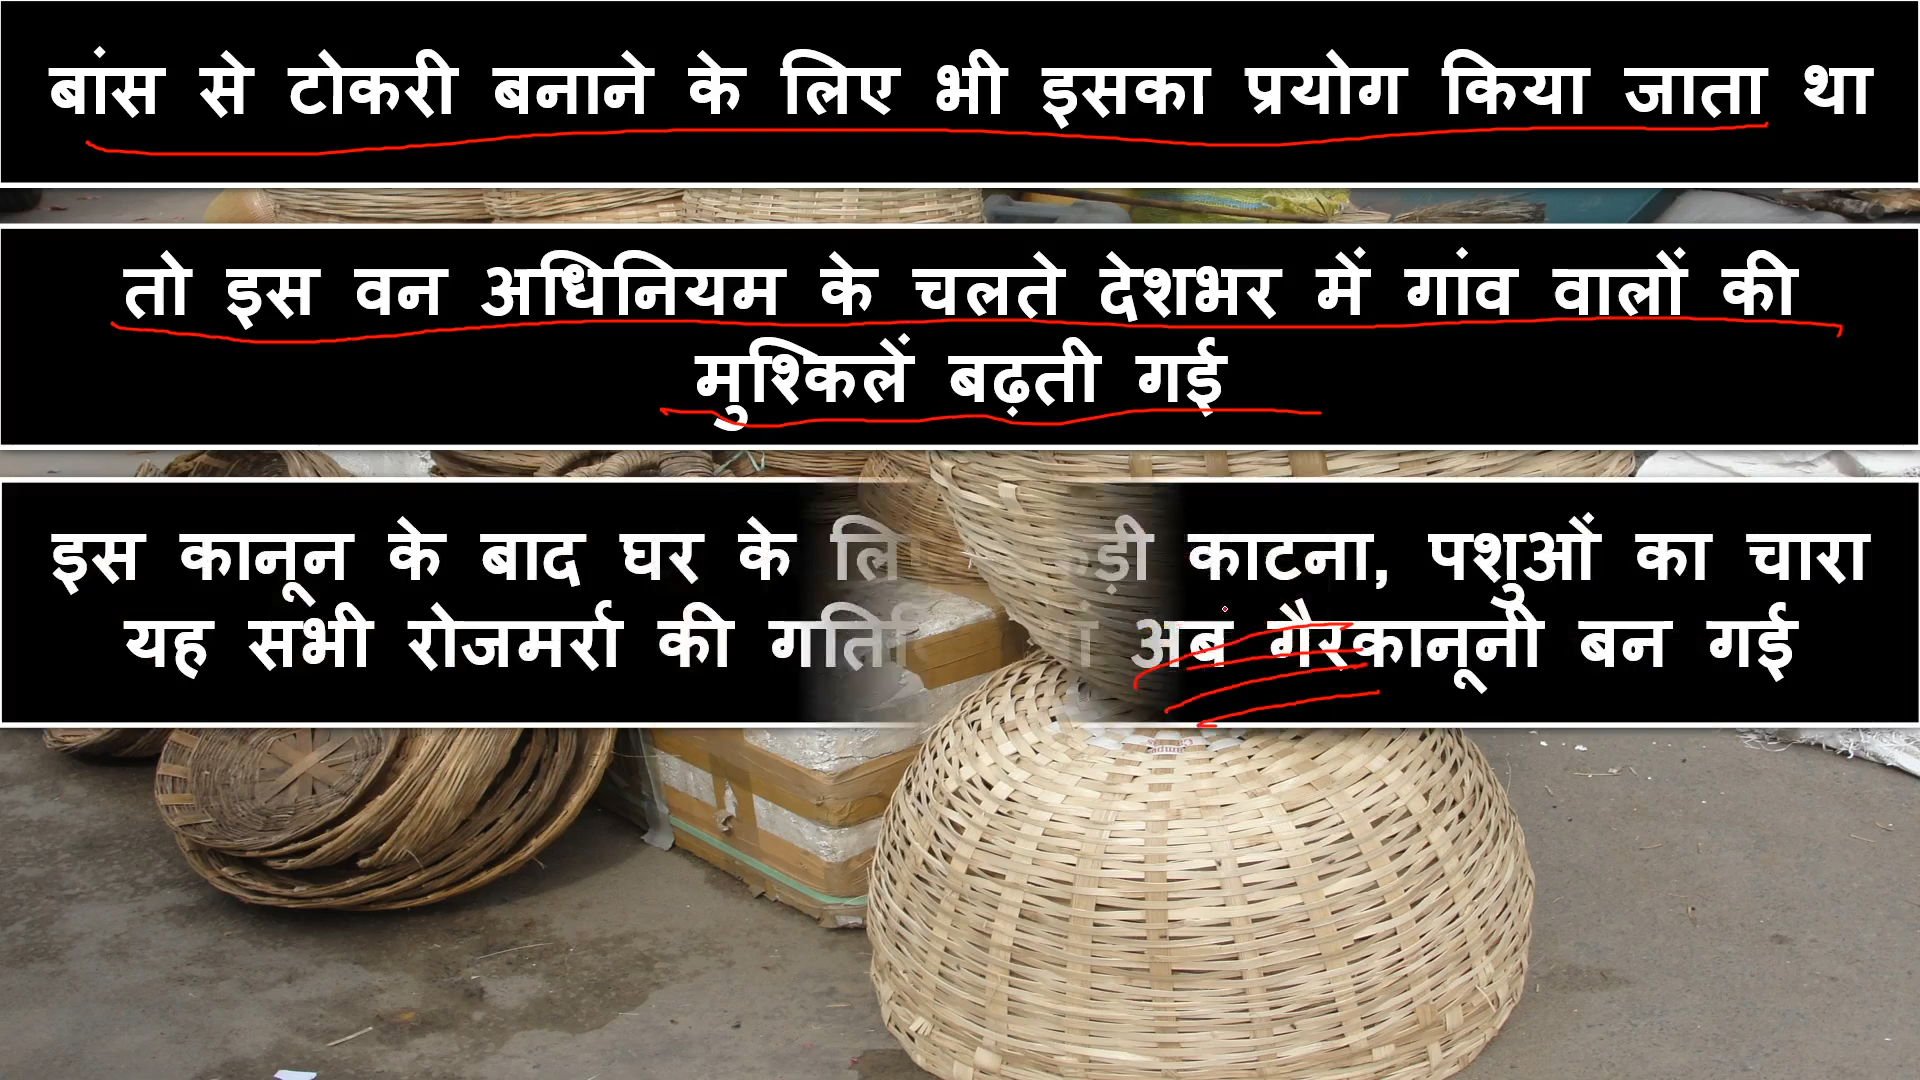 बांस से टोकरी बनाने के लिए भी इसका प्रयोग किया जाता था
तो इस वन अधिनियम के चलते देशभर में गांव वालों की
मुश्किलें बढ़ती गई
इस कानून के बाद घर के काटना, पशुओं का चारा
यह सभी रोजमर्रा की अब गैरकानूनी बन गई